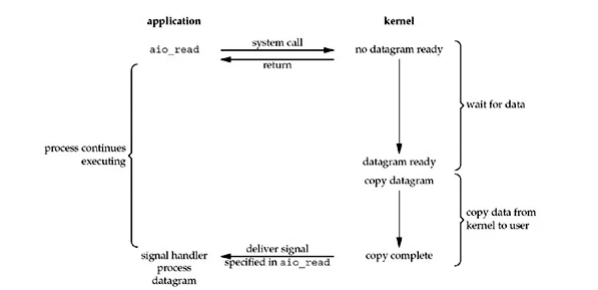 application
kernel
aio_read
system call
no datagram ready
return
wait for data
process continues
executing
datagram ready
copy datagram
copy data from
kernel to user
deliver signal
signal handler
specified in aio_read
copy complete
process
datagram